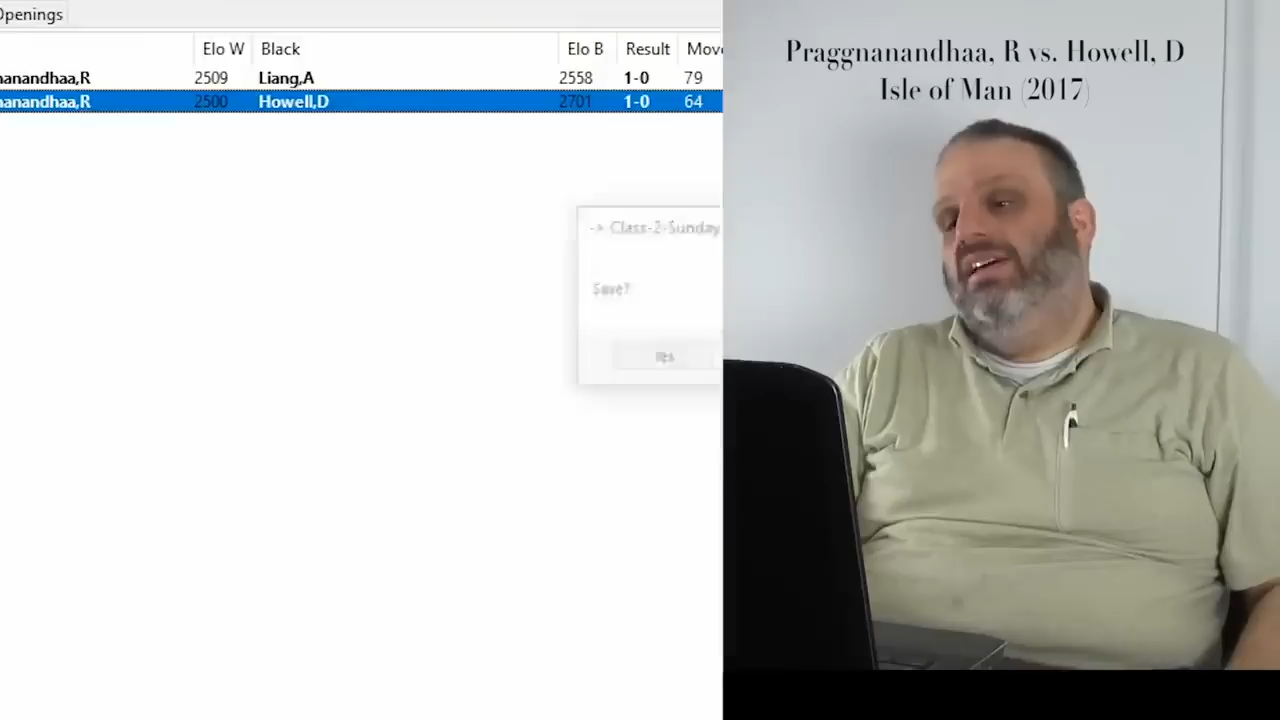 Openings
Elo W Black Elo B Result Move
nanandhaa,R 2509 Liang,A 2558 1-0 79
nanandhaa,R 2500 Howell,D 2701 1-0 64
-> Class-2-Sunday
Save?
Yes
Praggnanandhaa, R vs. Howell, D
Isle of Man (2017)